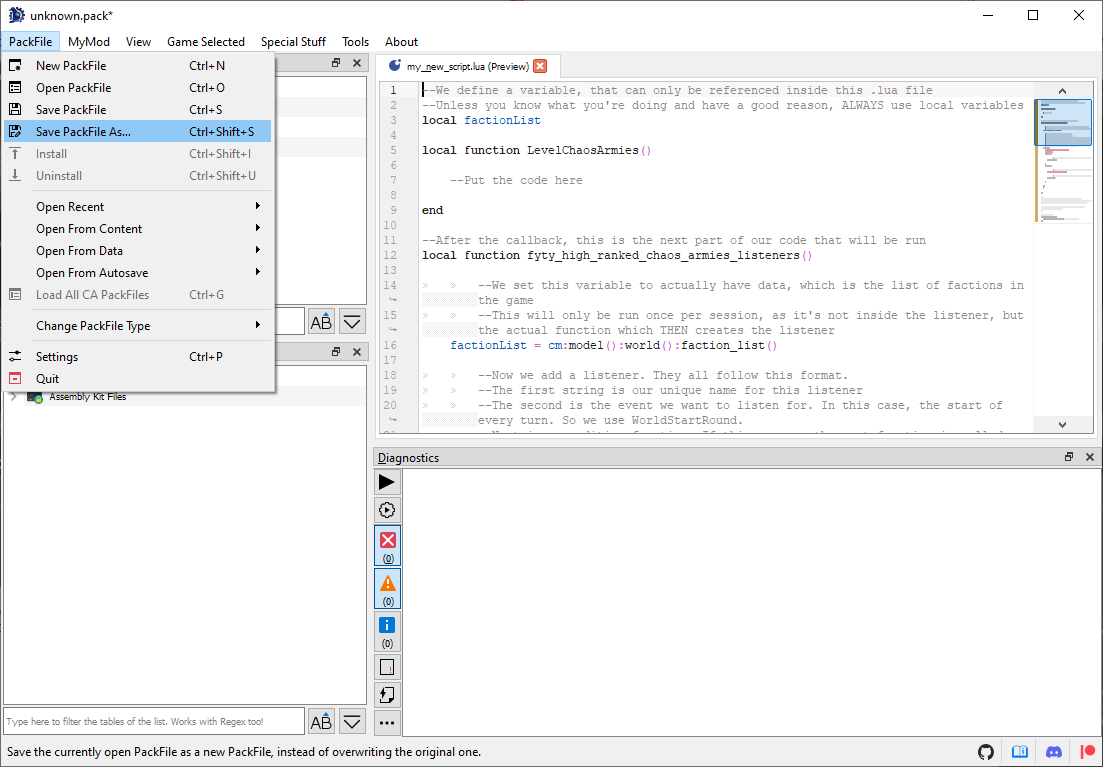 unknown.pack*
PackFile MyMod View Game Selected Special Stuff Tools About
New PackFile Ctrl+N
Open PackFile Ctrl+O
Save PackFile Ctrl+S
Save PackFile As... Ctrl+Shift+S
Install Ctrl+Shift+I
Uninstall Ctrl+Shift+U
Open Recent
Open From Content
Open From Data
Open From Autosave
Load All CA PackFiles Ctrl+G
Change PackFile Type
Settings Ctrl+P
Quit
AB
Assembly Kit Files
Type here to filter the tables of the list. Works with Regex too!
AB
my_new_script.lua (Preview)
1 --We define a variable, that can only be referenced inside this .lua file
2 --Unless you know what you're doing and have a good reason, ALWAYS use local variables
3 local factionList
4
5 local function LevelChaosArmies()
6
7 --Put the code here
8
9 end
10
11 --After the callback, this is the next part of our code that will be run
12 local function fyty_high_ranked_chaos_armies_listeners()
13
14 --We set this variable to actually have data, which is the list of factions in
the game
15 --This will only be run once per session, as it's not inside the listener, but
the actual function which THEN creates the listener
16 factionList = cm:model():world():faction_list()
17
18 --Now we add a listener. They all follow this format.
19 --The first string is our unique name for this listener
20 --The second is the event we want to listen for. In this case, the start of
every turn. So we use WorldStartRound.
Diagnostics
(0)
(0)
(0)
Save the currently open PackFile as a new PackFile, instead of overwriting the original one.